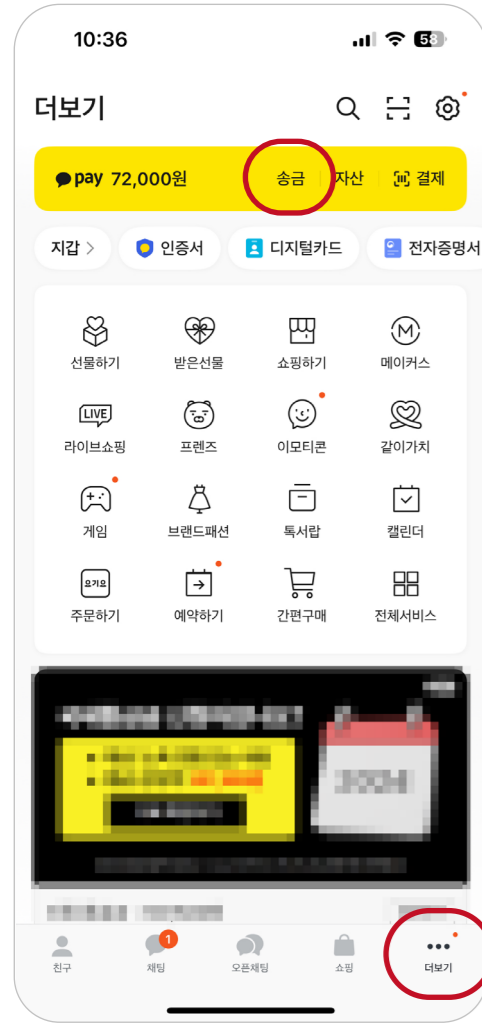 10:36 58
더보기
pay 72,000원 송금 자산 결제
지갑 > 인증서 디지털카드 전자증명서
선물하기 받은선물 쇼핑하기 메이커스
LIVE
라이브쇼핑 프렌즈 이모티콘 같이가치
게임 브랜드패션 톡서랍 캘린더
요기요
주문하기 예약하기 간편구매 전체서비스
1
친구 채팅 오픈채팅 쇼핑 더보기